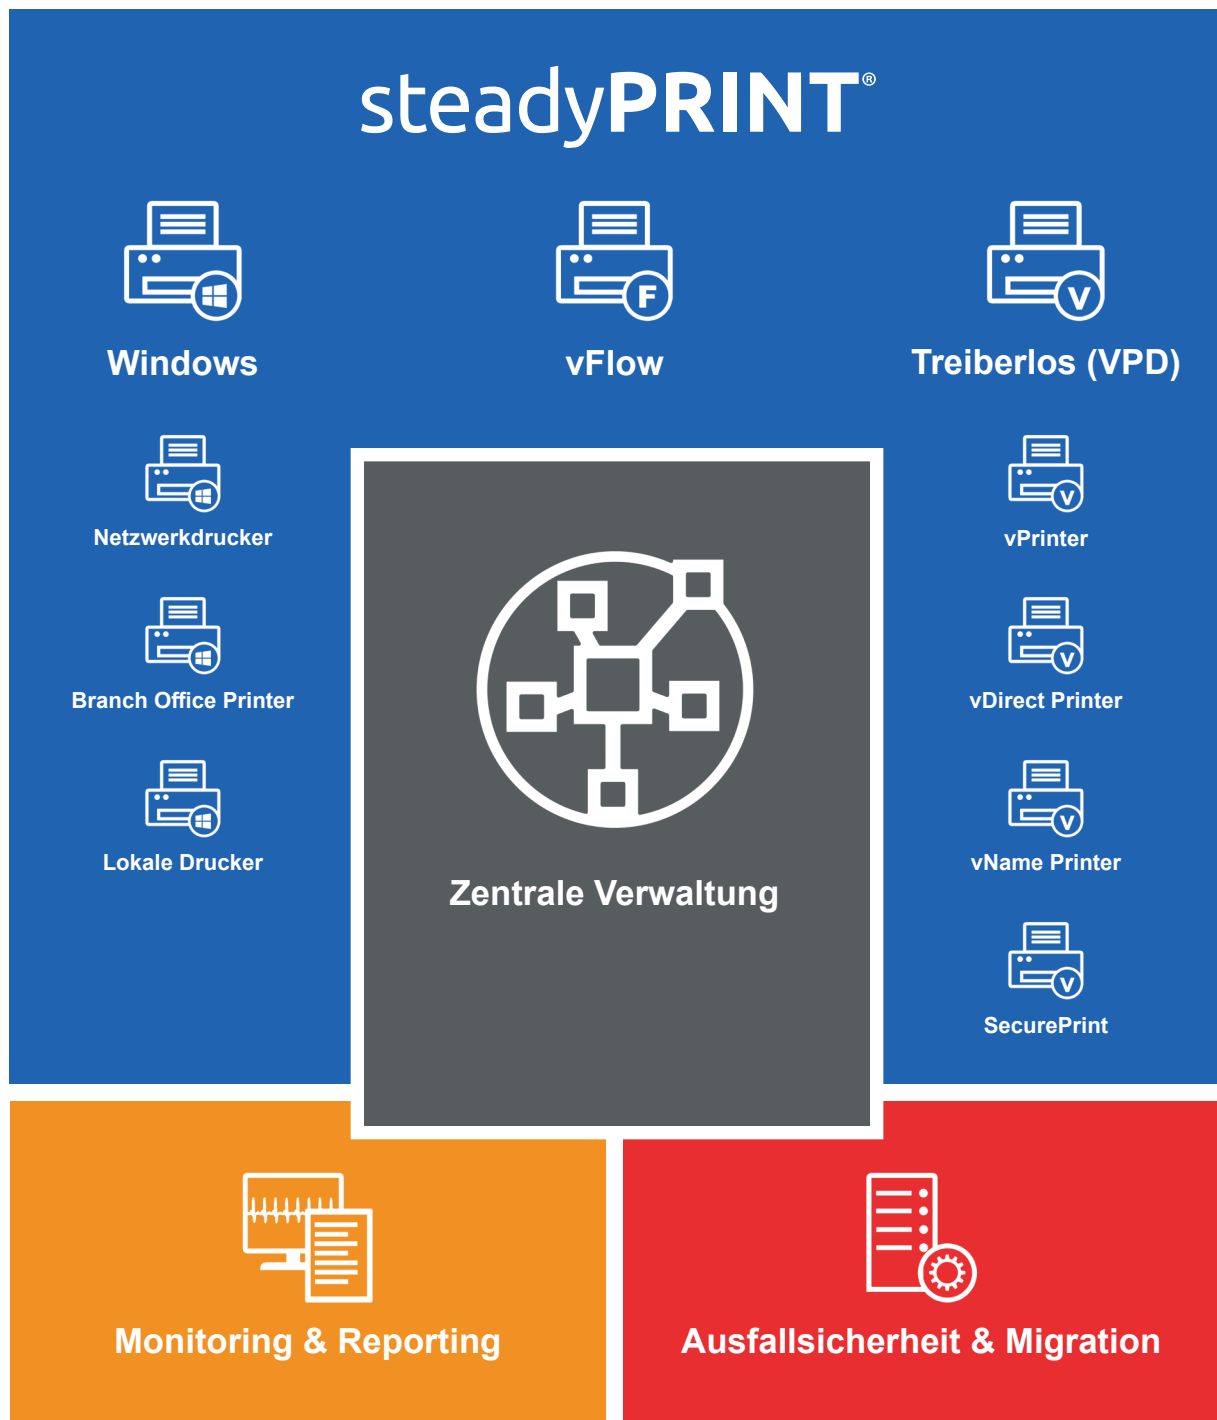 steadyPRINT®
Windows
vFlow
Treiberlos (VPD)
Netzwerkdrucker
vPrinter
Branch Office Printer
vDirect Printer
Lokale Drucker
vName Printer
Zentrale Verwaltung
SecurePrint
Monitoring & Reporting
Ausfallsicherheit & Migration